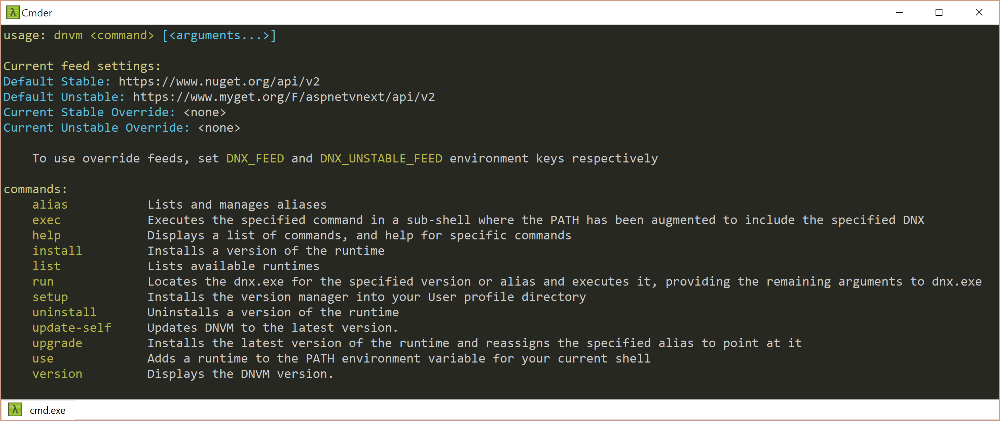 Cmder
usage: dnvm <command> [<arguments...>]
Current feed settings:
Default Stable: https://www.nuget.org/api/v2
Default Unstable: https://www.myget.org/F/aspnetvnext/api/v2
Current Stable Override: <none>
Current Unstable Override: <none>
To use override feeds, set DNX_FEED and DNX_UNSTABLE_FEED environment keys respectively
commands:
alias Lists and manages aliases
exec Executes the specified command in a sub-shell where the PATH has been augmented to include the specified DNX
help Displays a list of commands, and help for specific commands
install Installs a version of the runtime
list Lists available runtimes
run Locates the dnx.exe for the specified version or alias and executes it, providing the remaining arguments to dnx.exe
setup Installs the version manager into your User profile directory
uninstall Uninstalls a version of the runtime
update-self Updates DNVM to the latest version.
upgrade Installs the latest version of the runtime and reassigns the specified alias to point at it
use Adds a runtime to the PATH environment variable for your current shell
version Displays the DNVM version.
λ cmd.exe